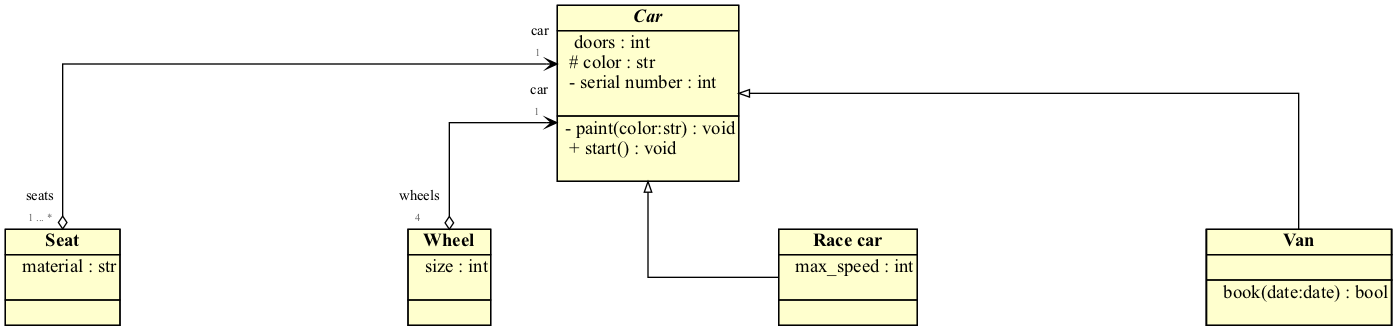 Car
doors : int
# color : str
- serial number : int
- paint(color:str) : void
+ start() : void
car
1
car
1
seats
1 ... *
wheels
4
Seat
material : str
Wheel
size : int
Race car
max_speed : int
Van
book(date:date) : bool